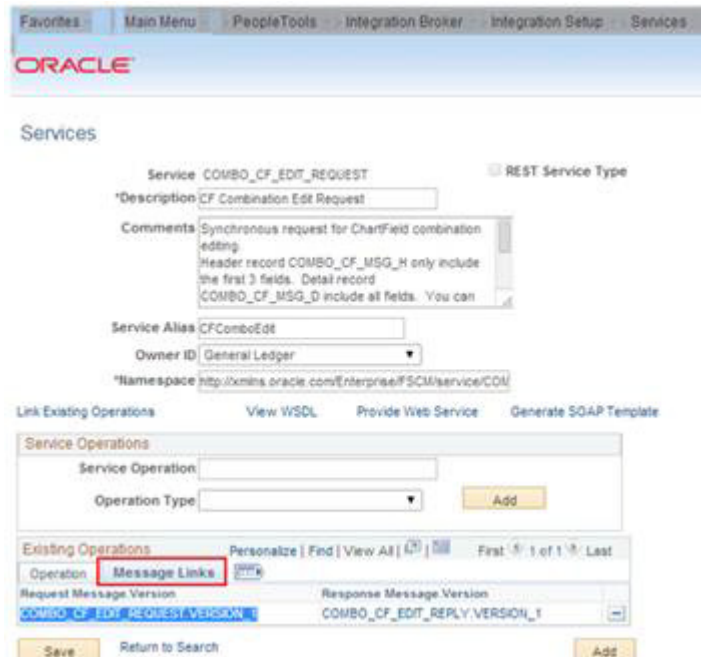 Favorites Main Menu PeopleTools Integration Broker Integration Setup Services
ORACLE
Services
Service COMBO_CF_EDIT_REQUEST REST Service Type
*Description CF Combination Edit Request
Comments Synchronous request for ChartField combination
editing.
Header record COMBO_CF_MSG_H only include
the first 3 fields. Detail record
COMBO_CF_MSG_D include all fields. You can
Service Alias CFComboEdit
Owner ID General Ledger
*Namespace http://xmlns.oracle.com/Enterprise/FSCM/service/COM
Link Existing Operations View WSDL Provide Web Service Generate SOAP Template
Service Operations
Service Operation
Operation Type Add
Existing Operations Personalize | Find | View All | First 1 of 1 Last
Operation Message Links
Request Message.Version Response Message.Version
COMBO_CF_EDIT_REQUEST.VERSION_1 COMBO_CF_EDIT_REPLY.VERSION_1
Save Return to Search Add